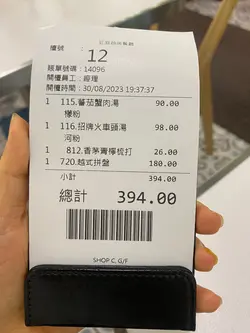 檯號： 12
賬單號碼：14096
開檯員工：經理
開檯時間：30/08/2023 19:37:37
1 115.蕃茄蟹肉湯 90.00
檬粉
1 116.招牌火車頭湯 98.00
河粉
1 812.香茅青檸梳打 26.00
1 720.越式拼盤 180.00
小計 394.00
總計 394.00
SHOP C, G/F